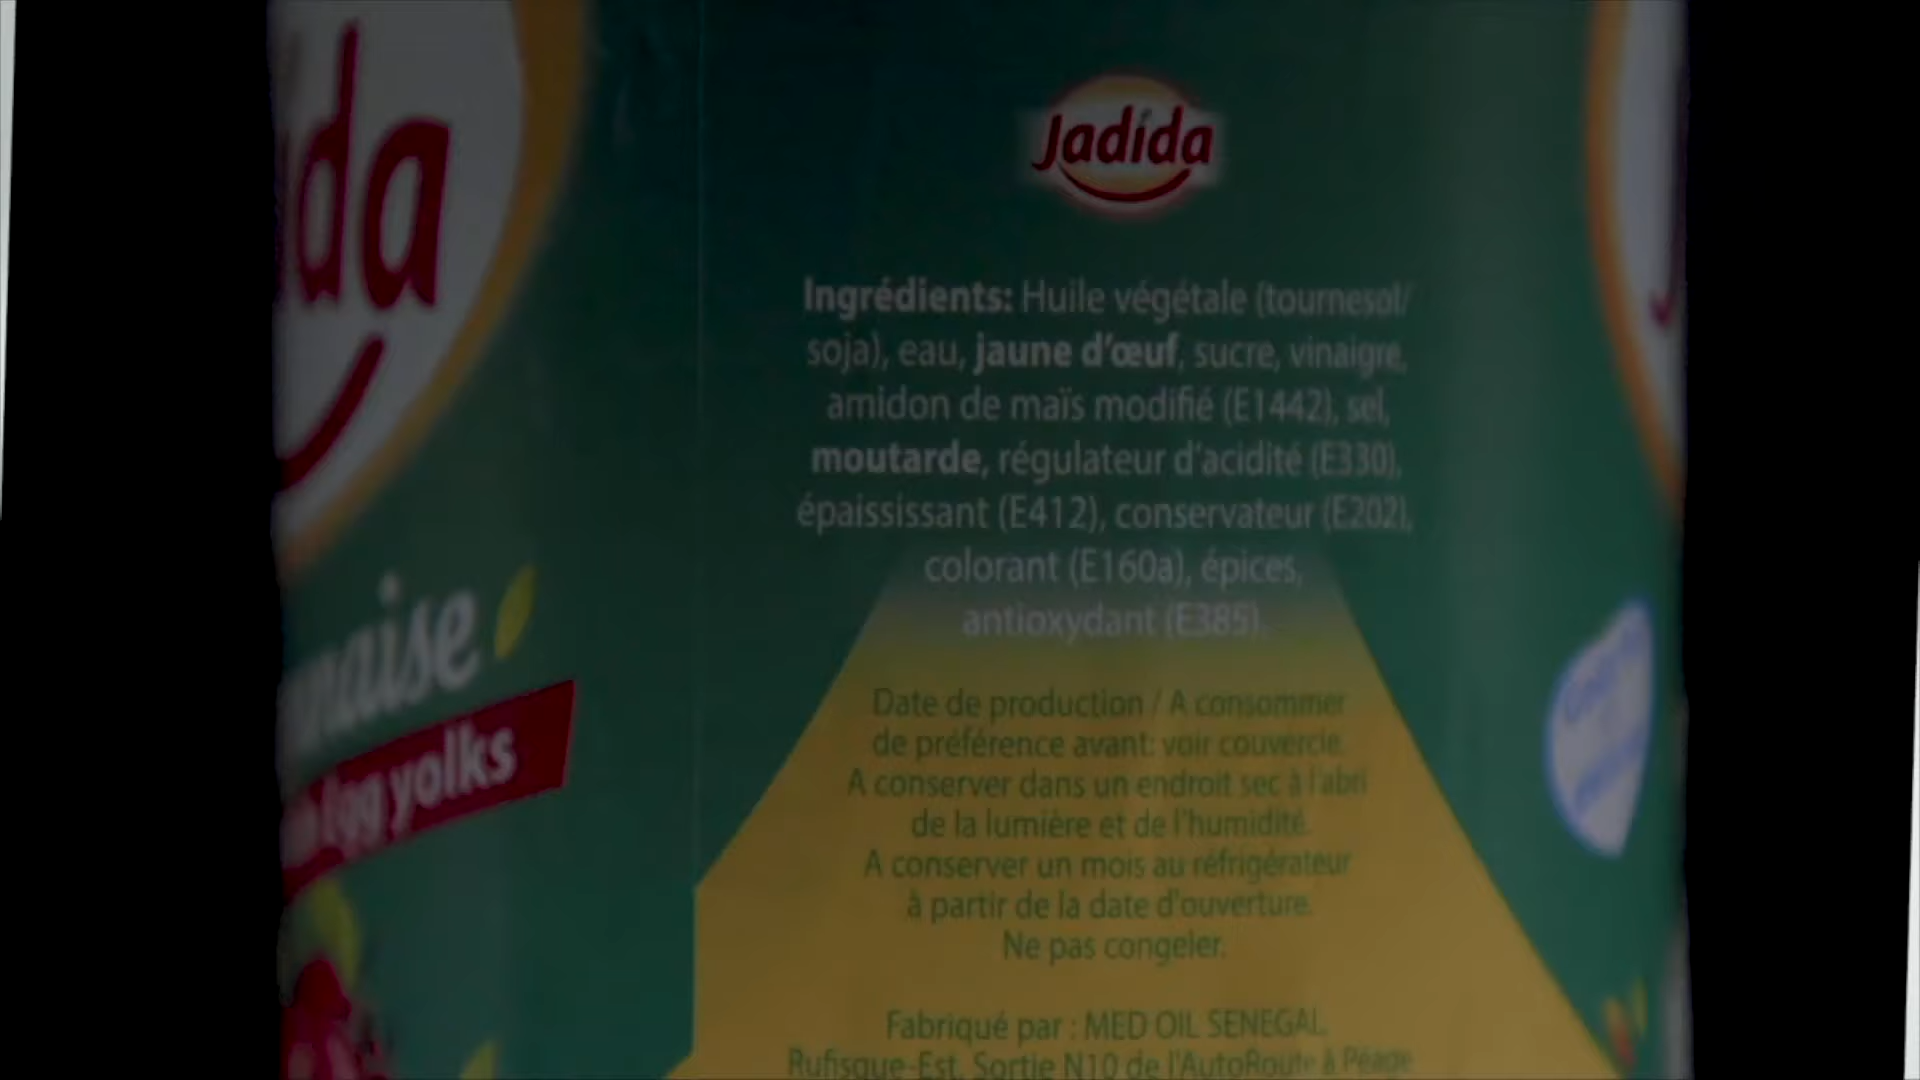 Jadida
Ingrédients: Huile végétale (tournesol/
soja), eau, jaune d'œuf, sucre, vinaigre,
amidon de maïs modifié (E1442), sel,
moutarde, régulateur d'acidité (E330),
épaississant (E412), conservateur (E202),
colorant (E160a), épices,
antioxydant (E385).
Date de production / A consommer
de préférence avant: voir couvercle.
A conserver dans un endroit sec à l'abri
de la lumière et de l'humidité.
A conserver un mois au réfrigérateur
à partir de la date d'ouverture.
Ne pas congeler.
Fabriqué par : MED OIL SENEGAL
Rufisque-Est, Sortie N10 de l'AutoRoute à Péage
ida
naise
Egg yolks